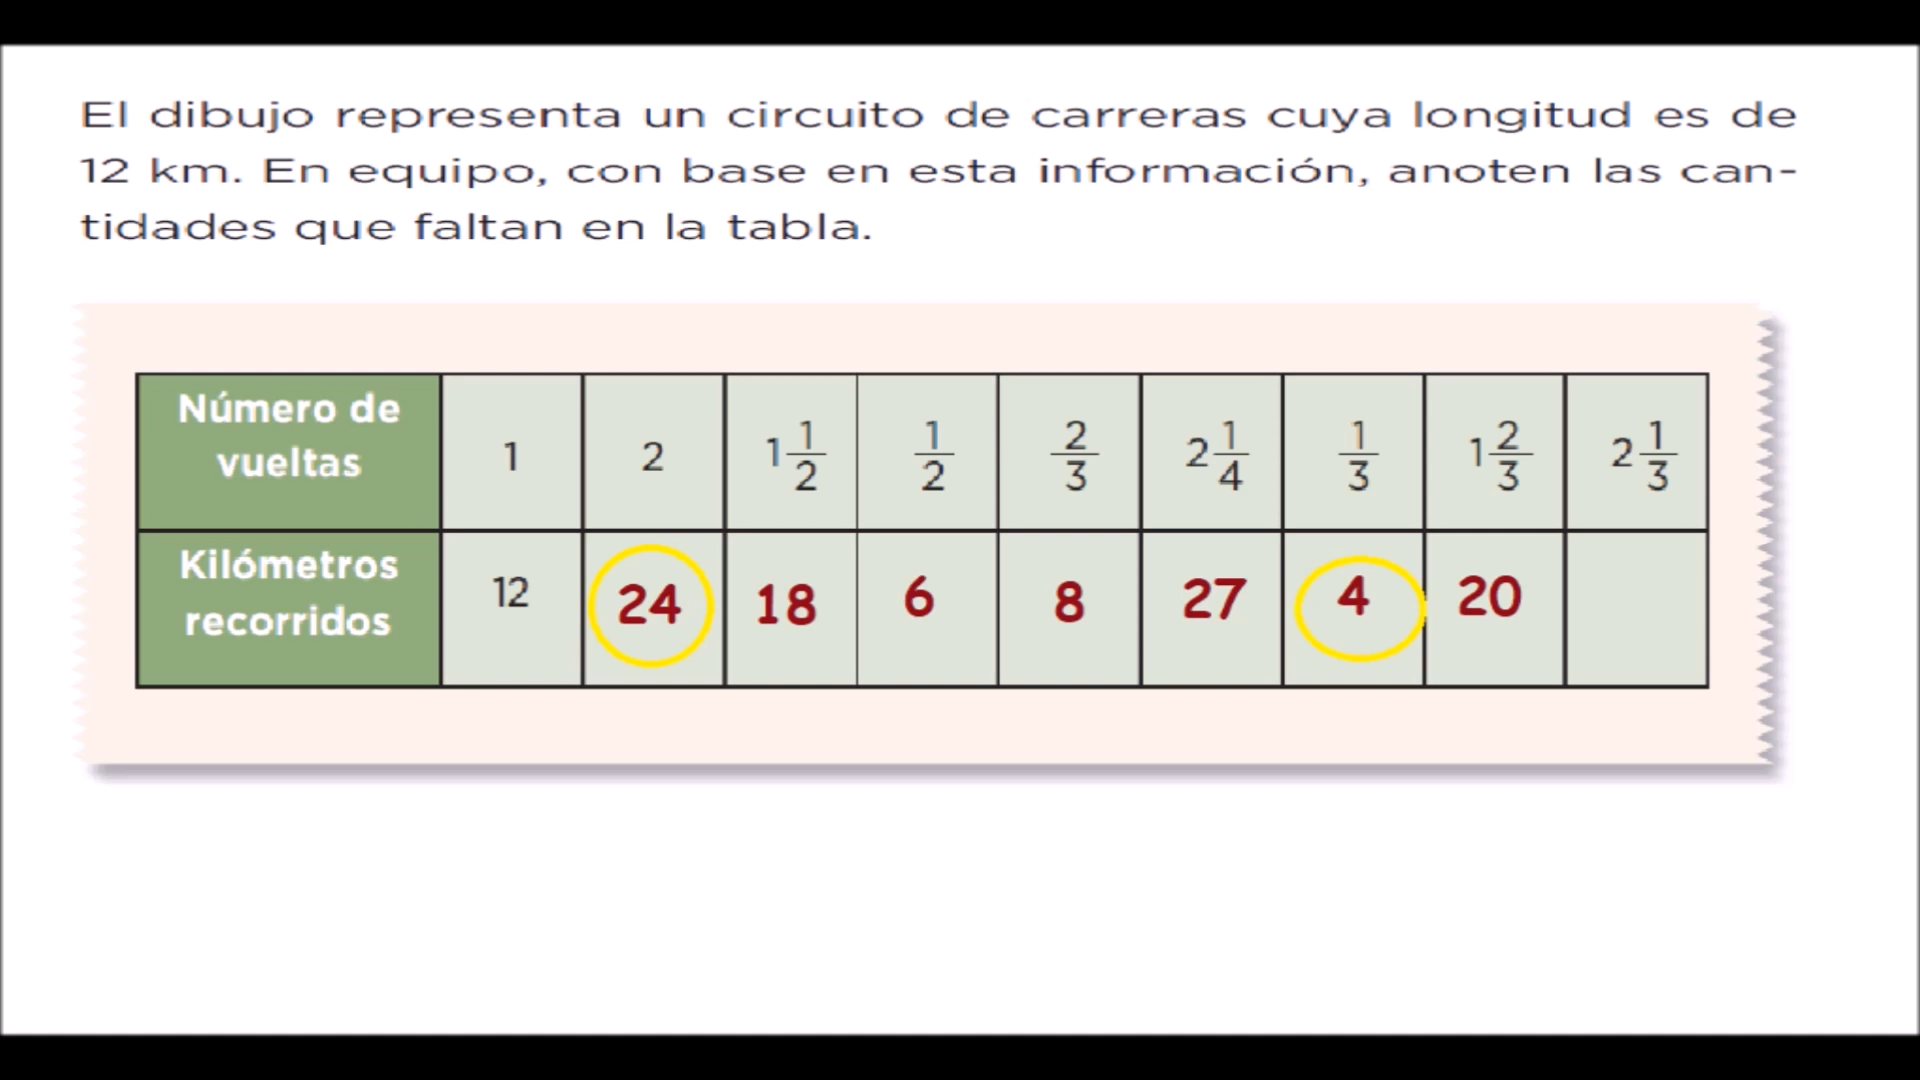 El dibujo representa un circuito de carreras cuya longitud es de
12 km. En equipo, con base en esta información, anoten las can-
tidades que faltan en la tabla.
Número de
vueltas
1 2 1 1/2 1/2 2/3 2 1/4 1/3 1 2/3 2 1/3
Kilómetros
recorridos
12 24 18 6 8 27 4 20